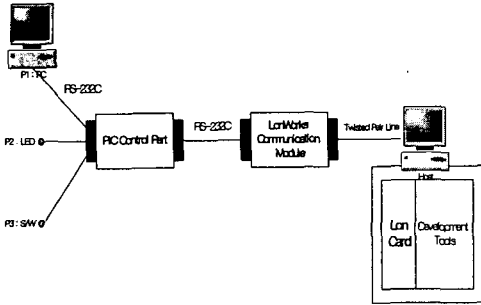 P1 : PC
RS-232C
P2 : LED
PIC Control Part
RS-232C
LonWorks
Communication
Module
Twisted Pair Line
Host
P3 : S/W
Lon
Card
Development
Tools